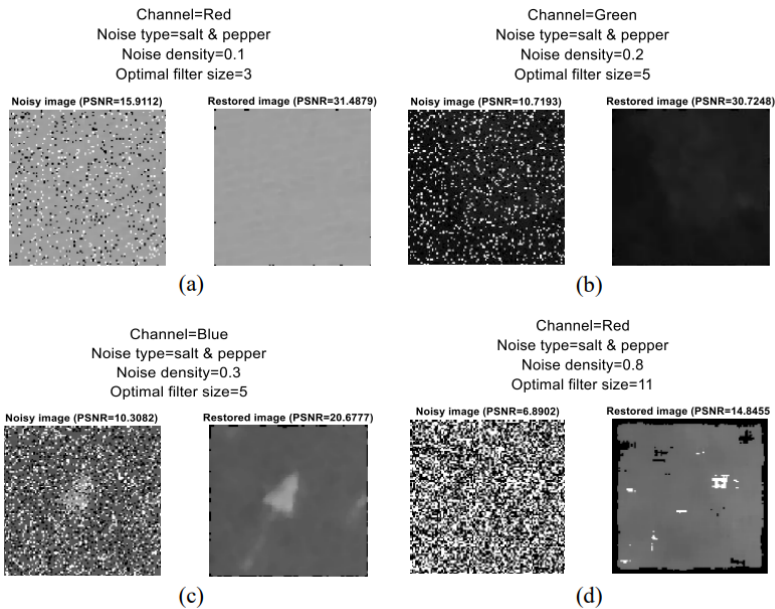 Channel=Red
Noise type=salt & pepper
Noise density=0.1
Optimal filter size=3
Noisy image (PSNR=15.9112)
Restored image (PSNR=31.4879)
(a)
Channel=Green
Noise type=salt & pepper
Noise density=0.2
Optimal filter size=5
Noisy image (PSNR=10.7193)
Restored image (PSNR=30.7248)
(b)
Channel=Blue
Noise type=salt & pepper
Noise density=0.3
Optimal filter size=5
Noisy image (PSNR=10.3082)
Restored image (PSNR=20.6777)
(c)
Channel=Red
Noise type=salt & pepper
Noise density=0.8
Optimal filter size=11
Noisy image (PSNR=6.8902)
Restored image (PSNR=14.8455
(d)